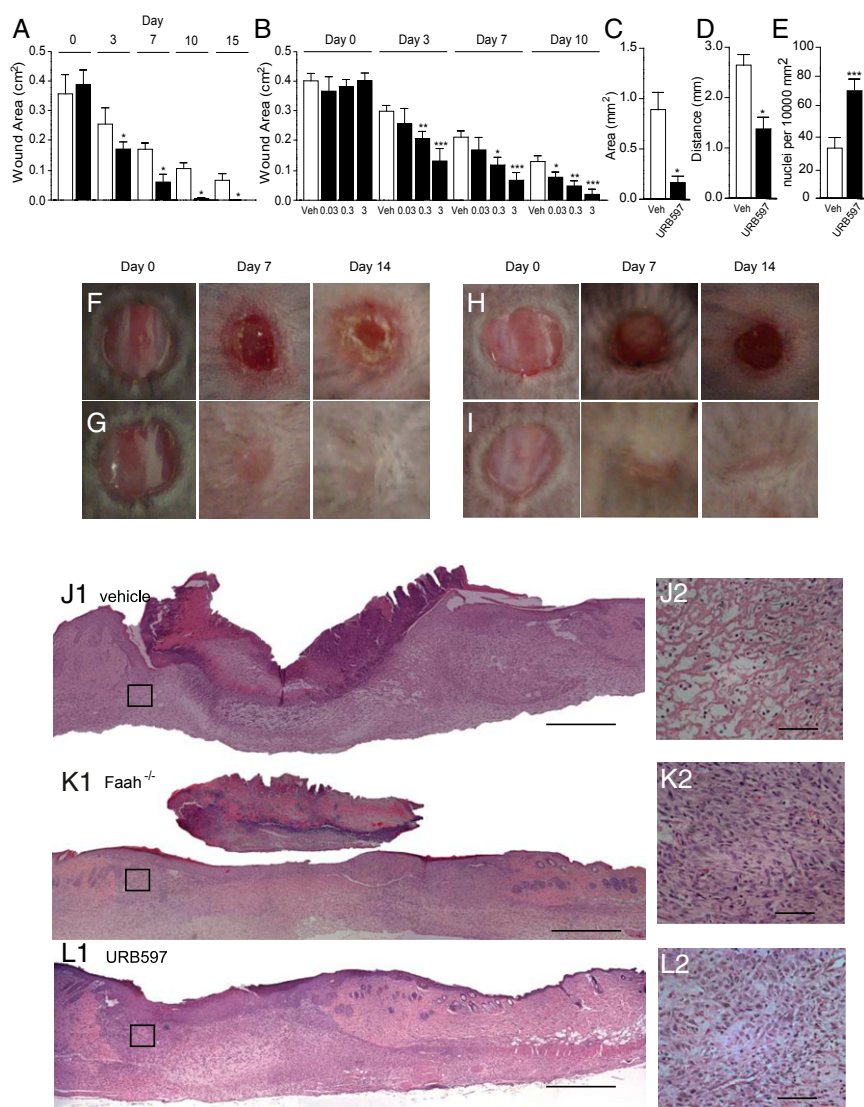 A
Day
0 3 7 10 15
Wound Area (cm2)
0.5
0.4
0.3
0.2
0.1
0
* * * *
B
Day 0 Day 3 Day 7 Day 10
Wound Area (cm2)
0.5
0.4
0.3
0.2
0.1
0
** *** * *** * ** ***
Veh 0.03 0.3 3 Veh 0.03 0.3 3 Veh 0.03 0.3 3 Veh 0.03 0.3 3
C
Area (mm2)
1.5
1.0
0.5
0
*
Veh
URB597
D
Distance (mm)
3.0
2.0
1.0
0
*
Veh
URB597
E
nuclei per 10000 mm2
100
80
60
40
20
0
***
Veh
URB597
Day 0 Day 7 Day 14 Day 0 Day 7 Day 14
F H
G I
J1 vehicle J2
K1 Faah -/- K2
L1 URB597 L2